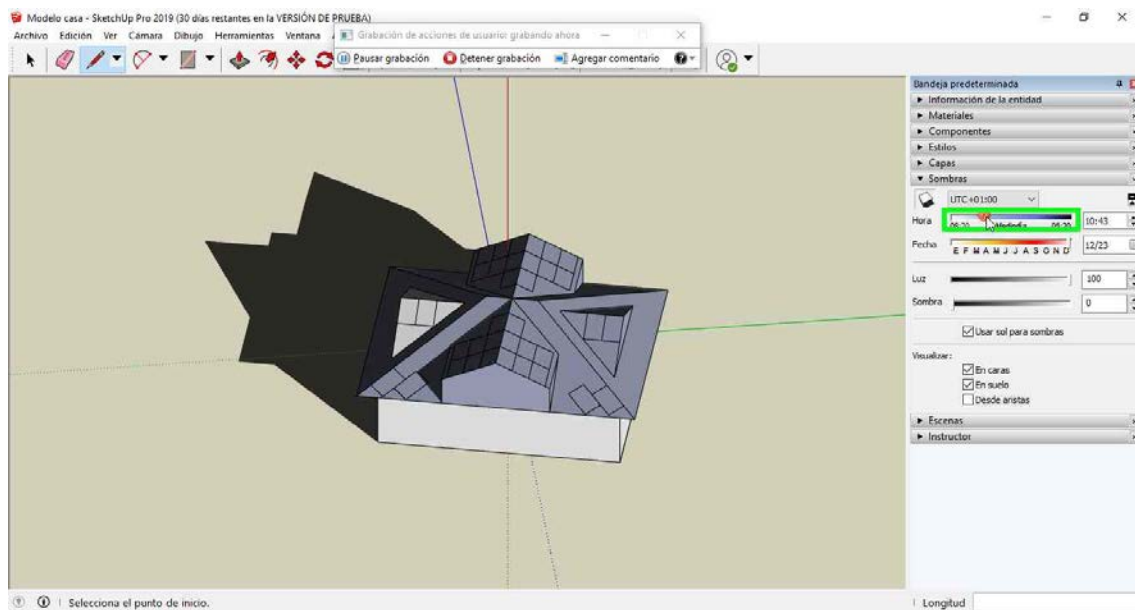 Modelo casa - SketchUp Pro 2019 (30 días restantes en la VERSIÓN DE PRUEBA)
Archivo Edición Ver Cámara Dibujo Herramientas Ventana
Grabación de acciones de usuario: grabando ahora
Pausar grabación Detener grabación Agregar comentario
Bandeja predeterminada
Información de la entidad
Materiales
Componentes
Estilos
Capas
Sombras
UTC+01:00
Hora 10:43
Fecha E F M A M J J A S O N D 12/23
Luz 100
Sombra 0
Usar sol para sombras
Visualizar:
En caras
En suelo
Desde aristas
Escenas
Instructor
Selecciona el punto de inicio.
Longitud